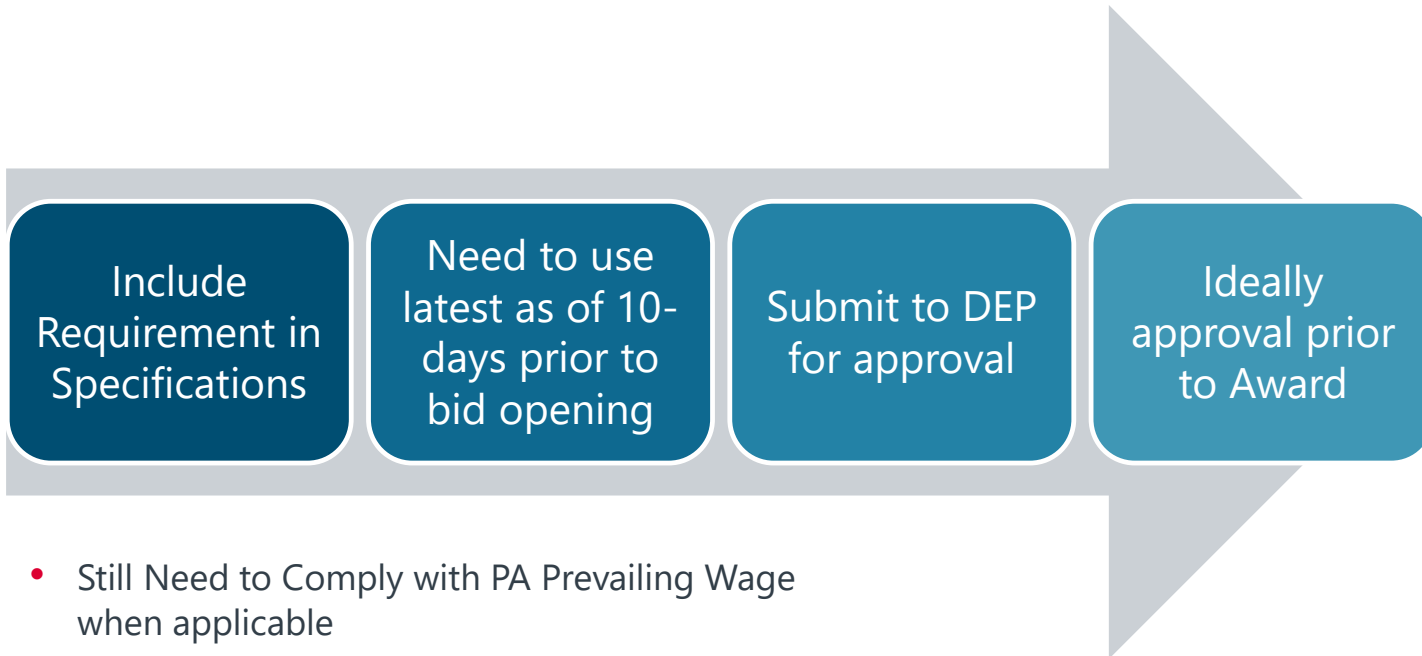 Include
Requirement in
Specifications
Need to use
latest as of 10-
days prior to
bid opening
Submit to DEP
for approval
Ideally
approval prior
to Award
• Still Need to Comply with PA Prevailing Wage
when applicable